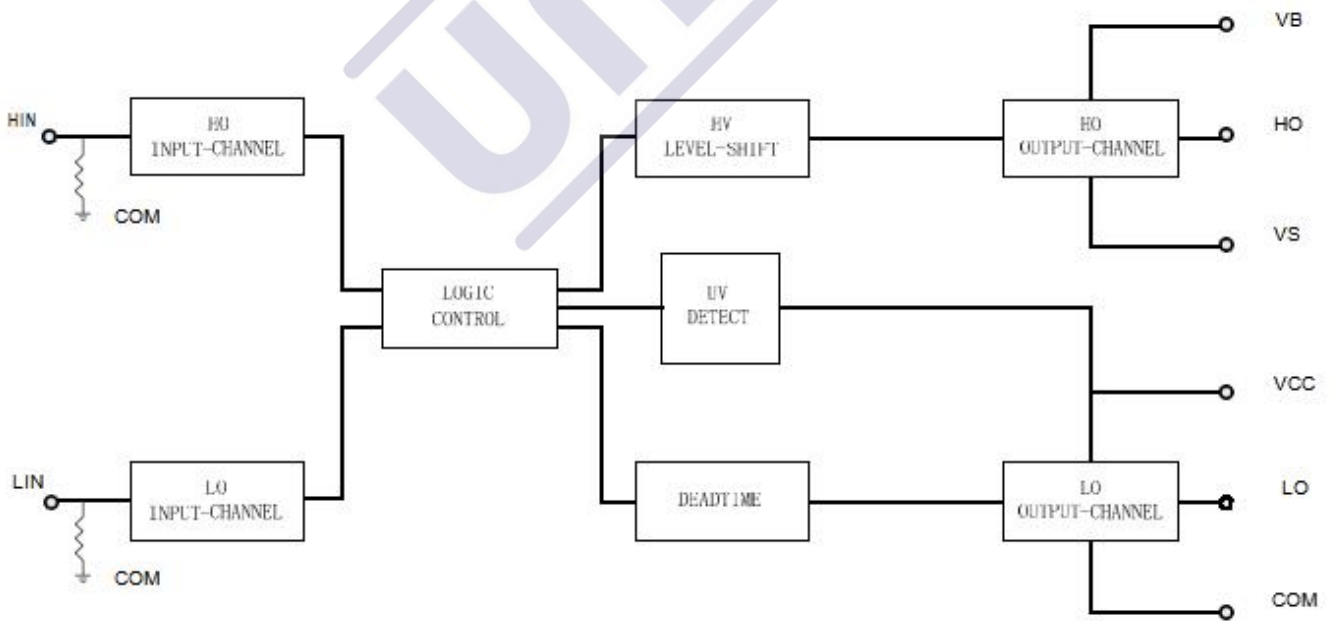 VB
HIN
HO
INPUT-CHANNEL
HV
LEVEL-SHIFT
HO
OUTPUT-CHANNEL
HO
COM
VS
LOGIC
CONTROL
UV
DETECT
VCC
LIN
LO
INPUT-CHANNEL
DEADTIME
LO
OUTPUT-CHANNEL
LO
COM
COM